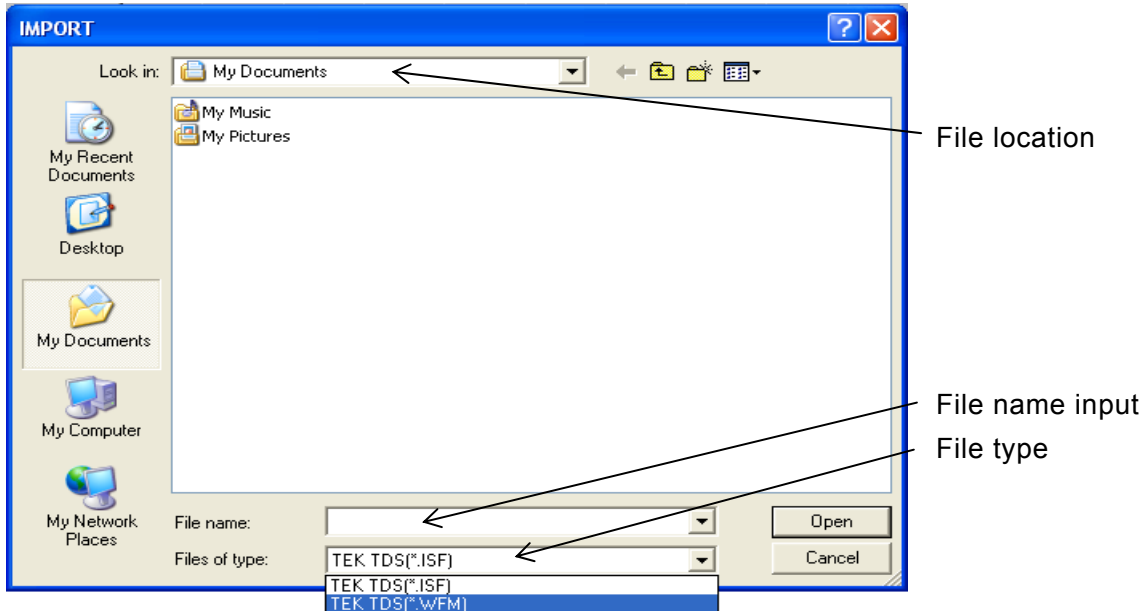 IMPORT
Look in:
My Documents
My Music
My Pictures
My Recent
Documents
Desktop
My Documents
My Computer
My Network
Places
File name:
Open
Files of type:
TEK TDS(*.ISF)
Cancel
TEK TDS(*.ISF)
TEK TDS(*.WFM)
File location
File name input
File type